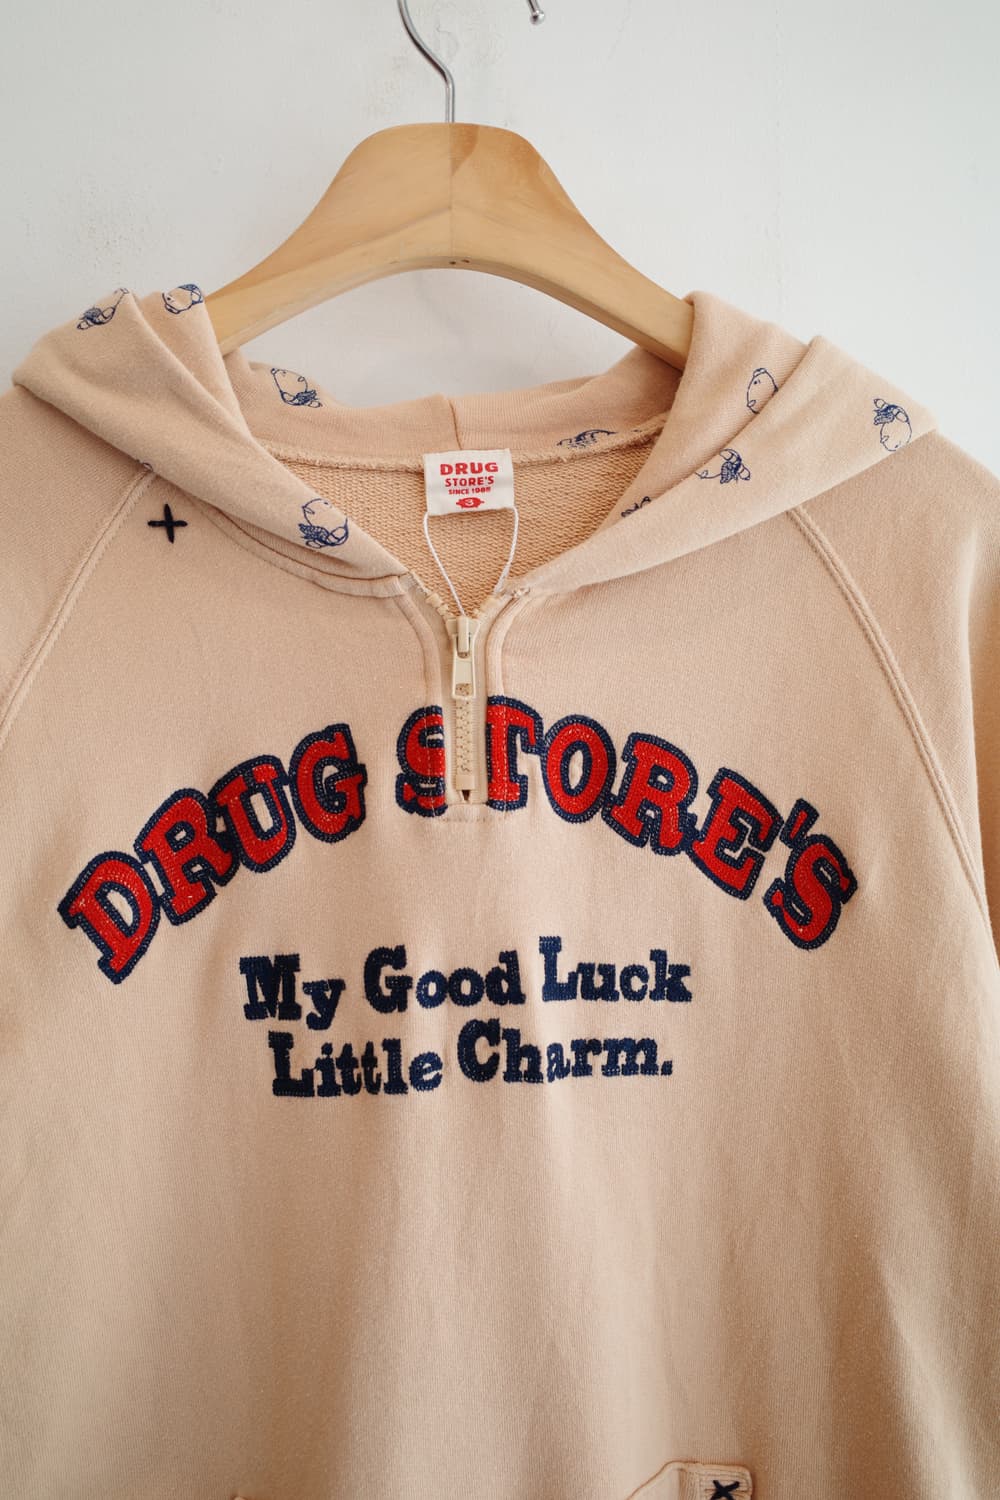 DRUG
STORE'S
SINCE 1988
3
DRUG STORE'S
My Good Luck
Little Charm.